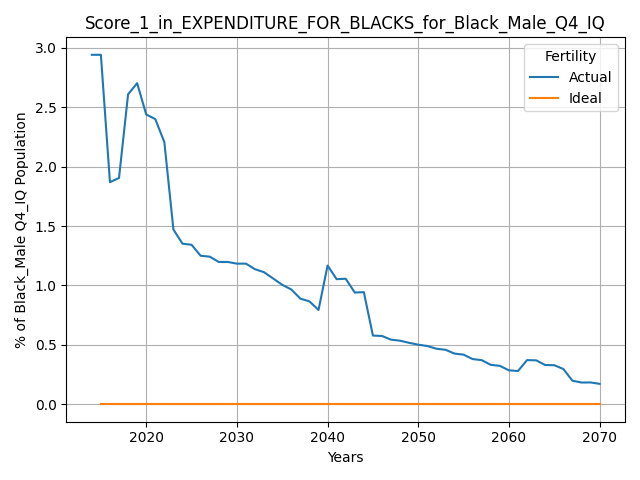 Score_1_in_EXPENDITURE_FOR_BLACKS_for_Black_Male_Q4_IQ
Fertility
Actual
Ideal
% of Black_Male Q4_IQ Population
3.0
2.5
2.0
1.5
1.0
0.5
0.0
2020 2030 2040 2050 2060 2070
Years